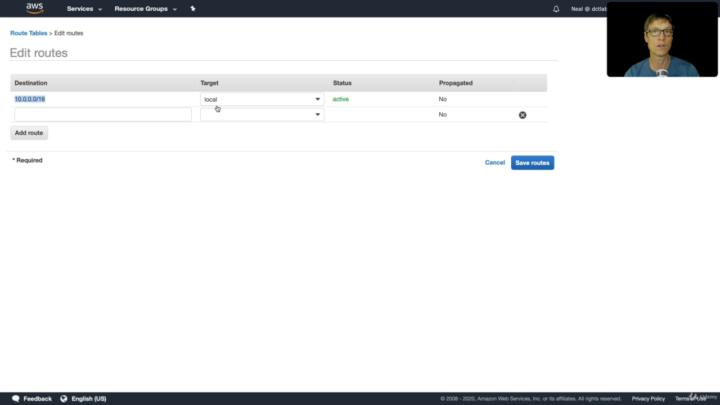 aws Services Resource Groups Neal @ dctlab
Route Tables > Edit routes
Edit routes
Destination Target Status Propagated
10.0.0.0/16 local active No
No
Add route
* Required Cancel Save routes
Feedback English (US) © 2008 - 2020, Amazon Web Services, Inc. or its affiliates. All rights reserved. Privacy Policy Terms of Use
Udemy